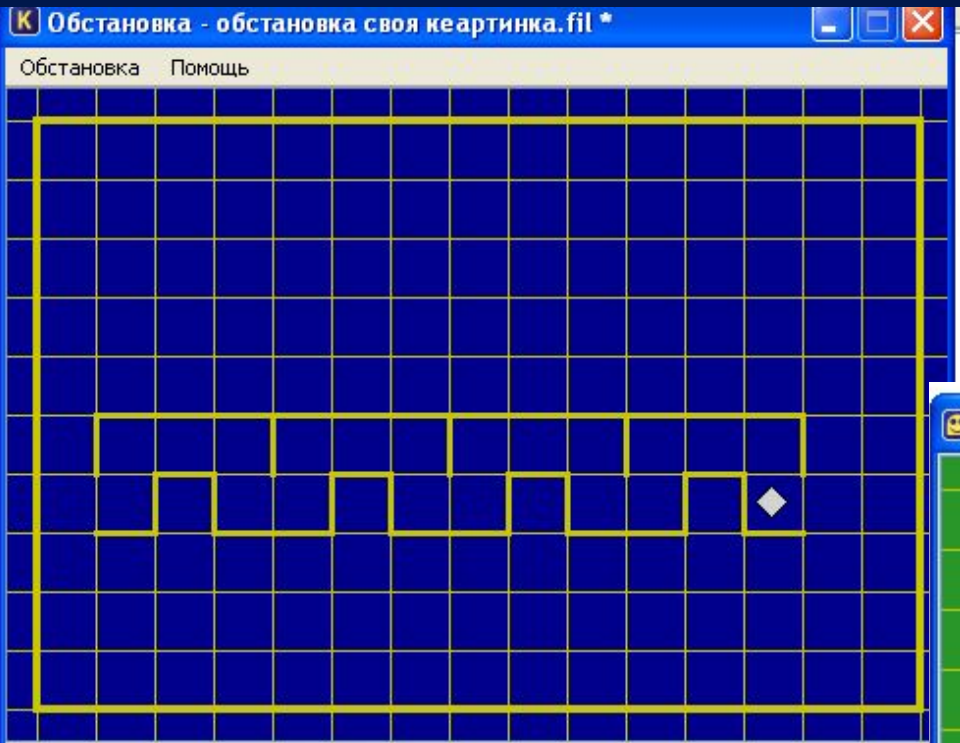 K Обстановка - обстановка своя кеартинка.fil *
Обстановка Помощь